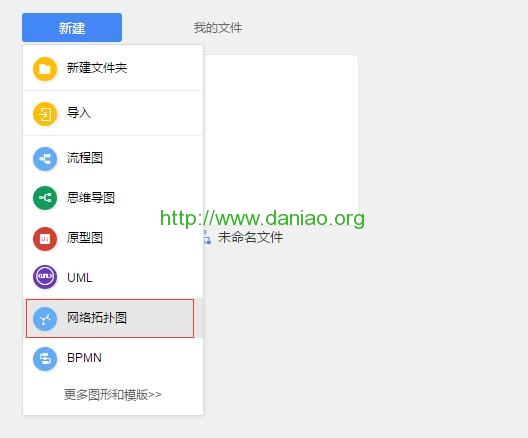 新建
我的文件
新建文件夹
导入
流程图
思维导图
http://www.daniao.org
原型图
UI
未命名文件
UML
<UML>
网络拓扑图
BPMN
更多图形和模版>>